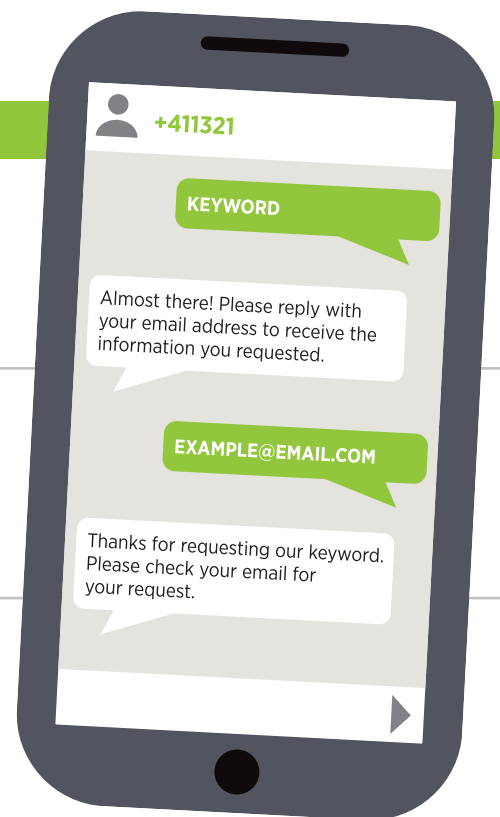 +411321
KEYWORD
Almost there! Please reply with
your email address to receive the
information you requested.
EXAMPLE@EMAIL.COM
Thanks for requesting our keyword.
Please check your email for
your request.